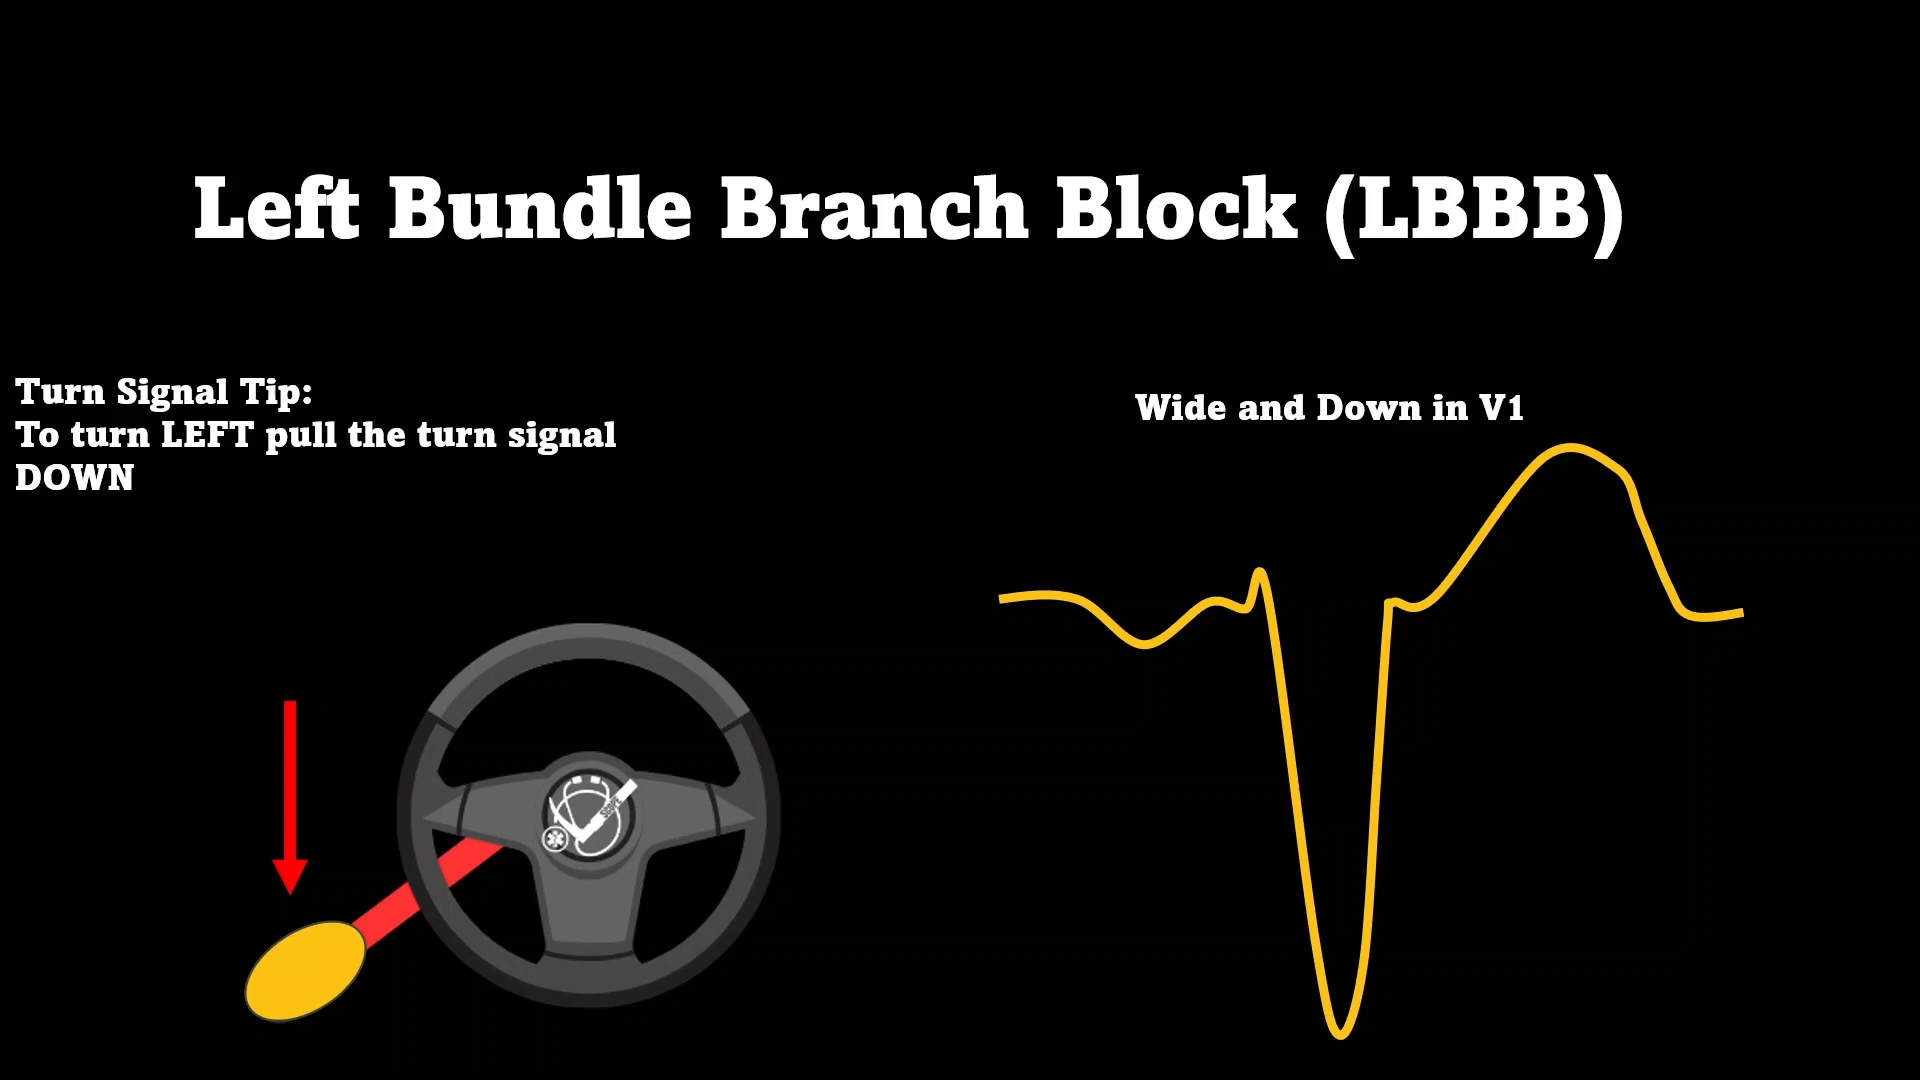 Left Bundle Branch Block (LBBB)
Turn Signal Tip:
To turn LEFT pull the turn signal
DOWN
Wide and Down in V1